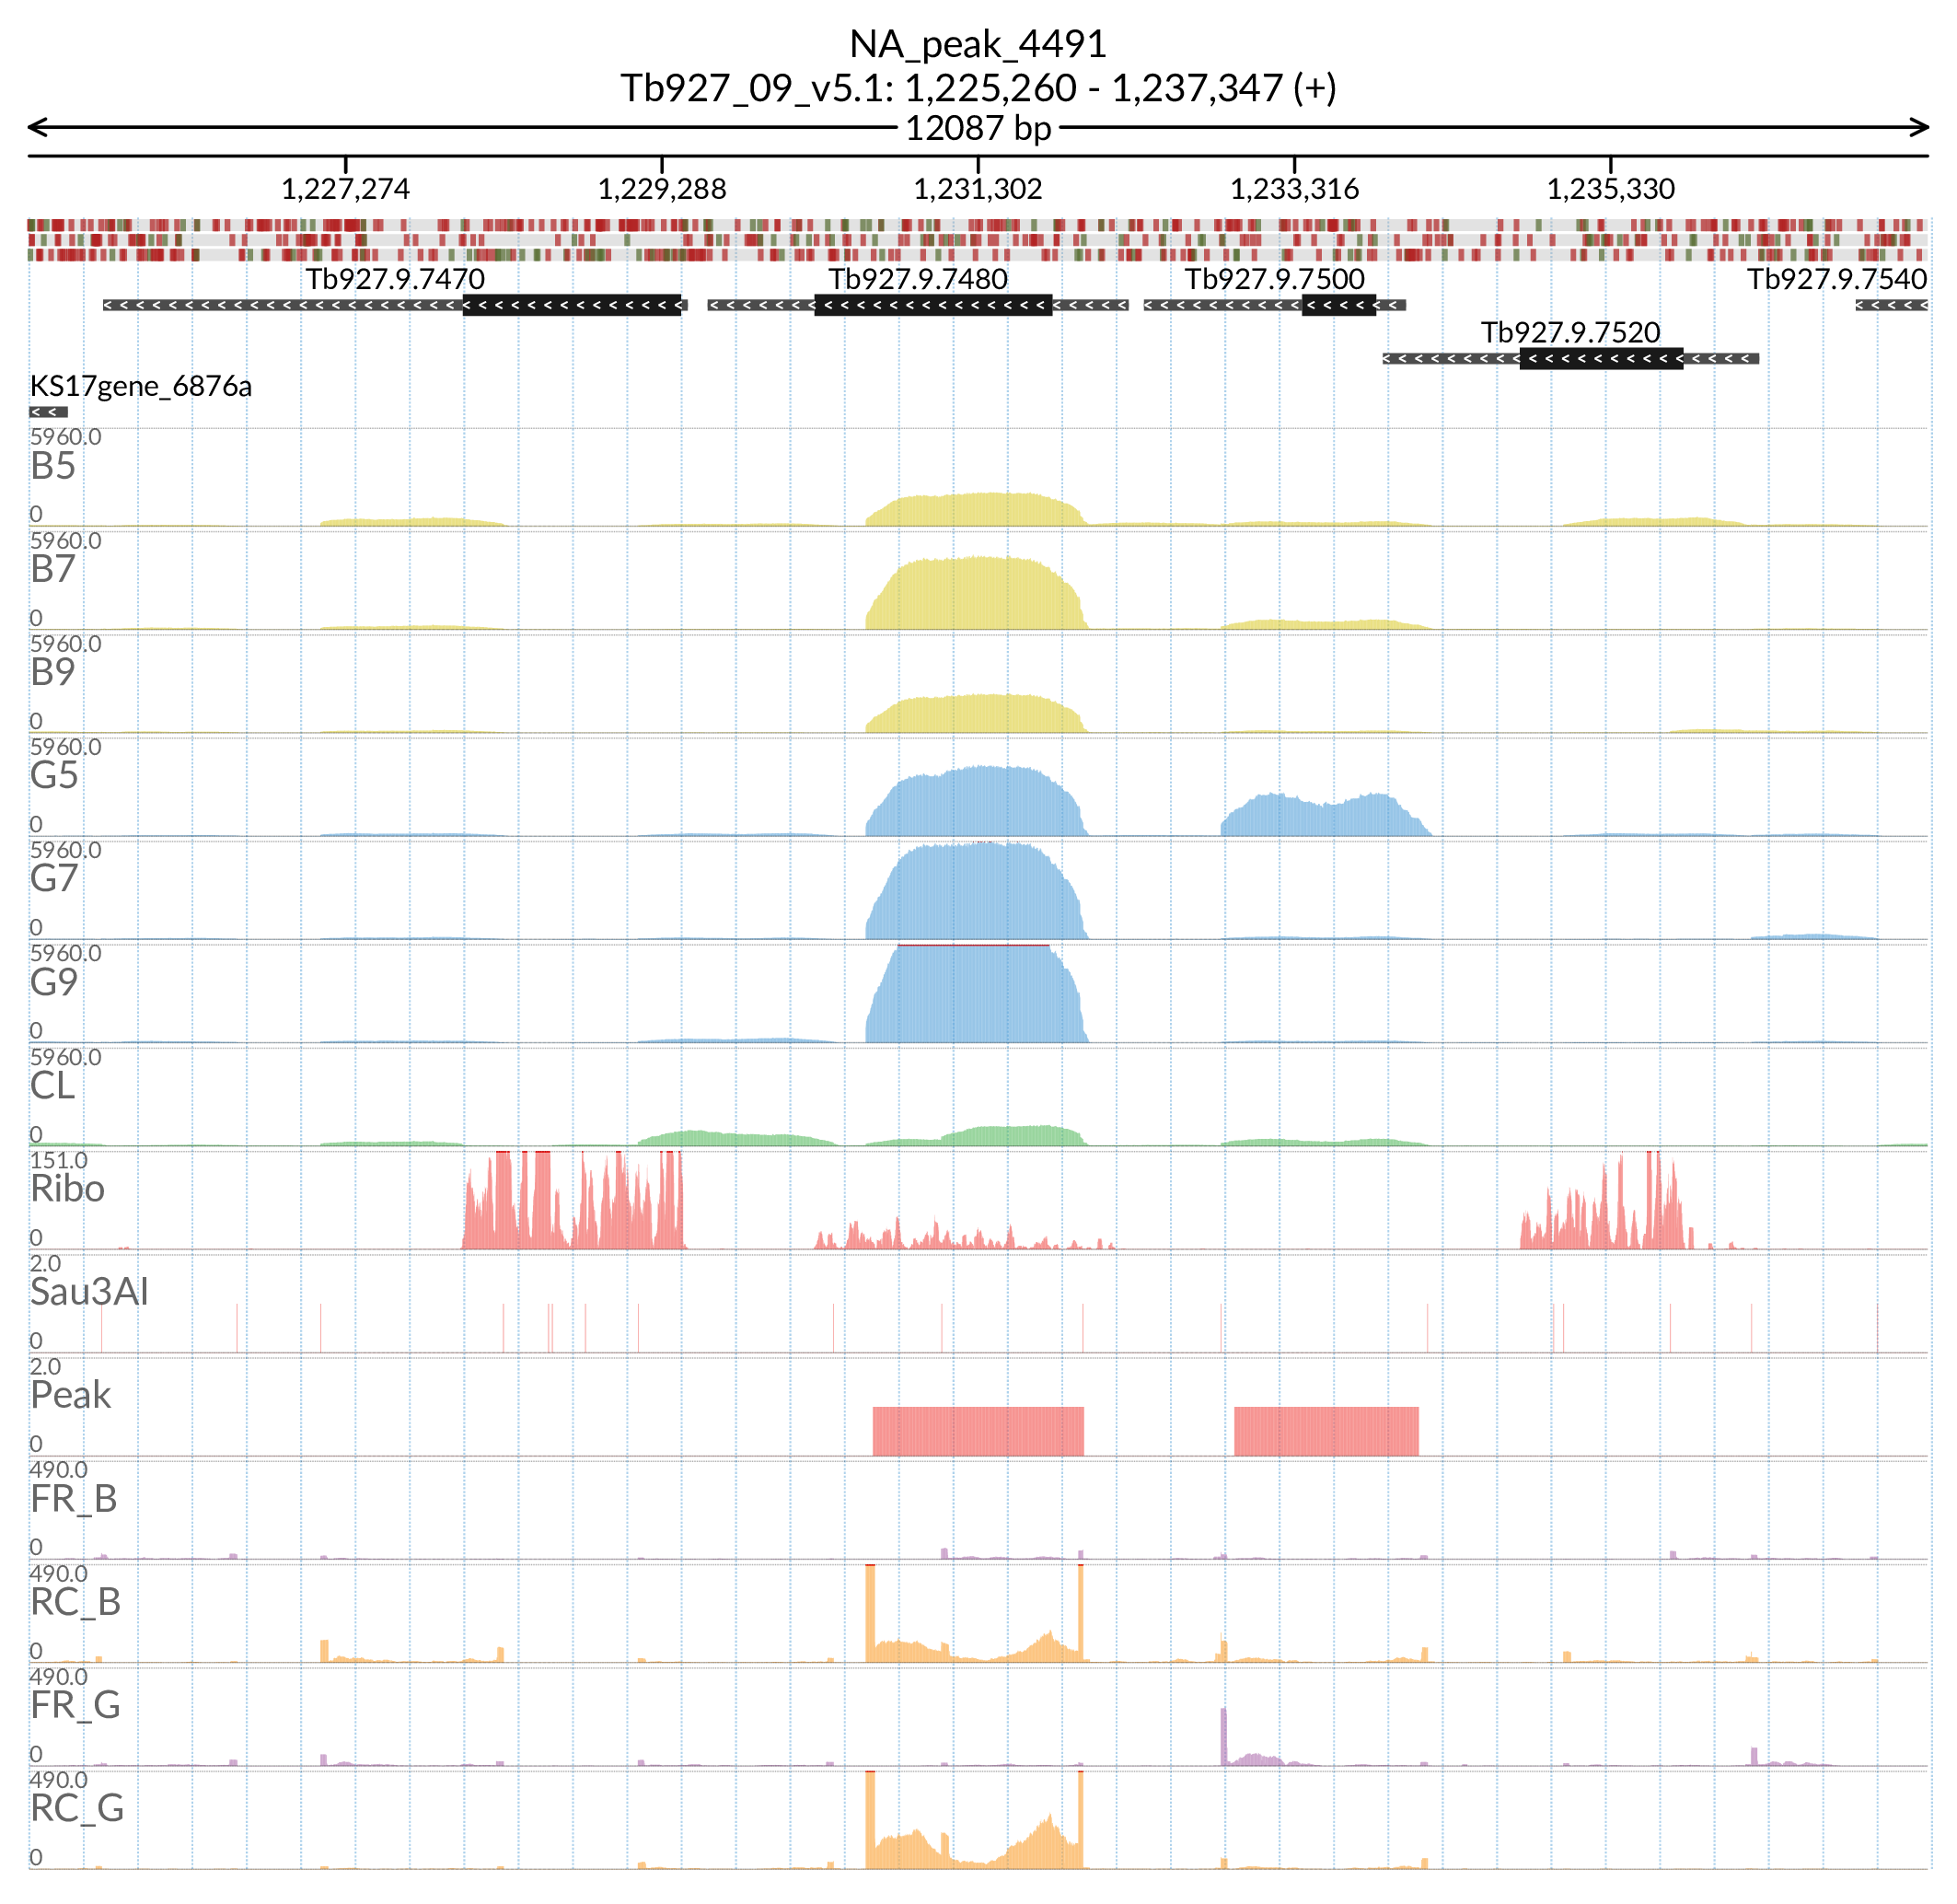 NA_peak_4491
Tb927_09_v5.1: 1,225,260 - 1,237,347 (+)
12087 bp
1,227,274 1,229,288 1,231,302 1,233,316 1,235,330
Tb927.9.7470 Tb927.9.7480 Tb927.9.7500 Tb927.9.7540
Tb927.9.7520
KS17gene_6876a
5960.0
B5
0
5960.0
B7
0
5960.0
B9
0
5960.0
G5
0
5960.0
G7
0
5960.0
G9
0
5960.0
CL
0
151.0
Ribo
0
2.0
Sau3AI
0
2.0
Peak
0
490.0
FR_B
0
490.0
RC_B
0
490.0
FR_G
0
490.0
RC_G
0